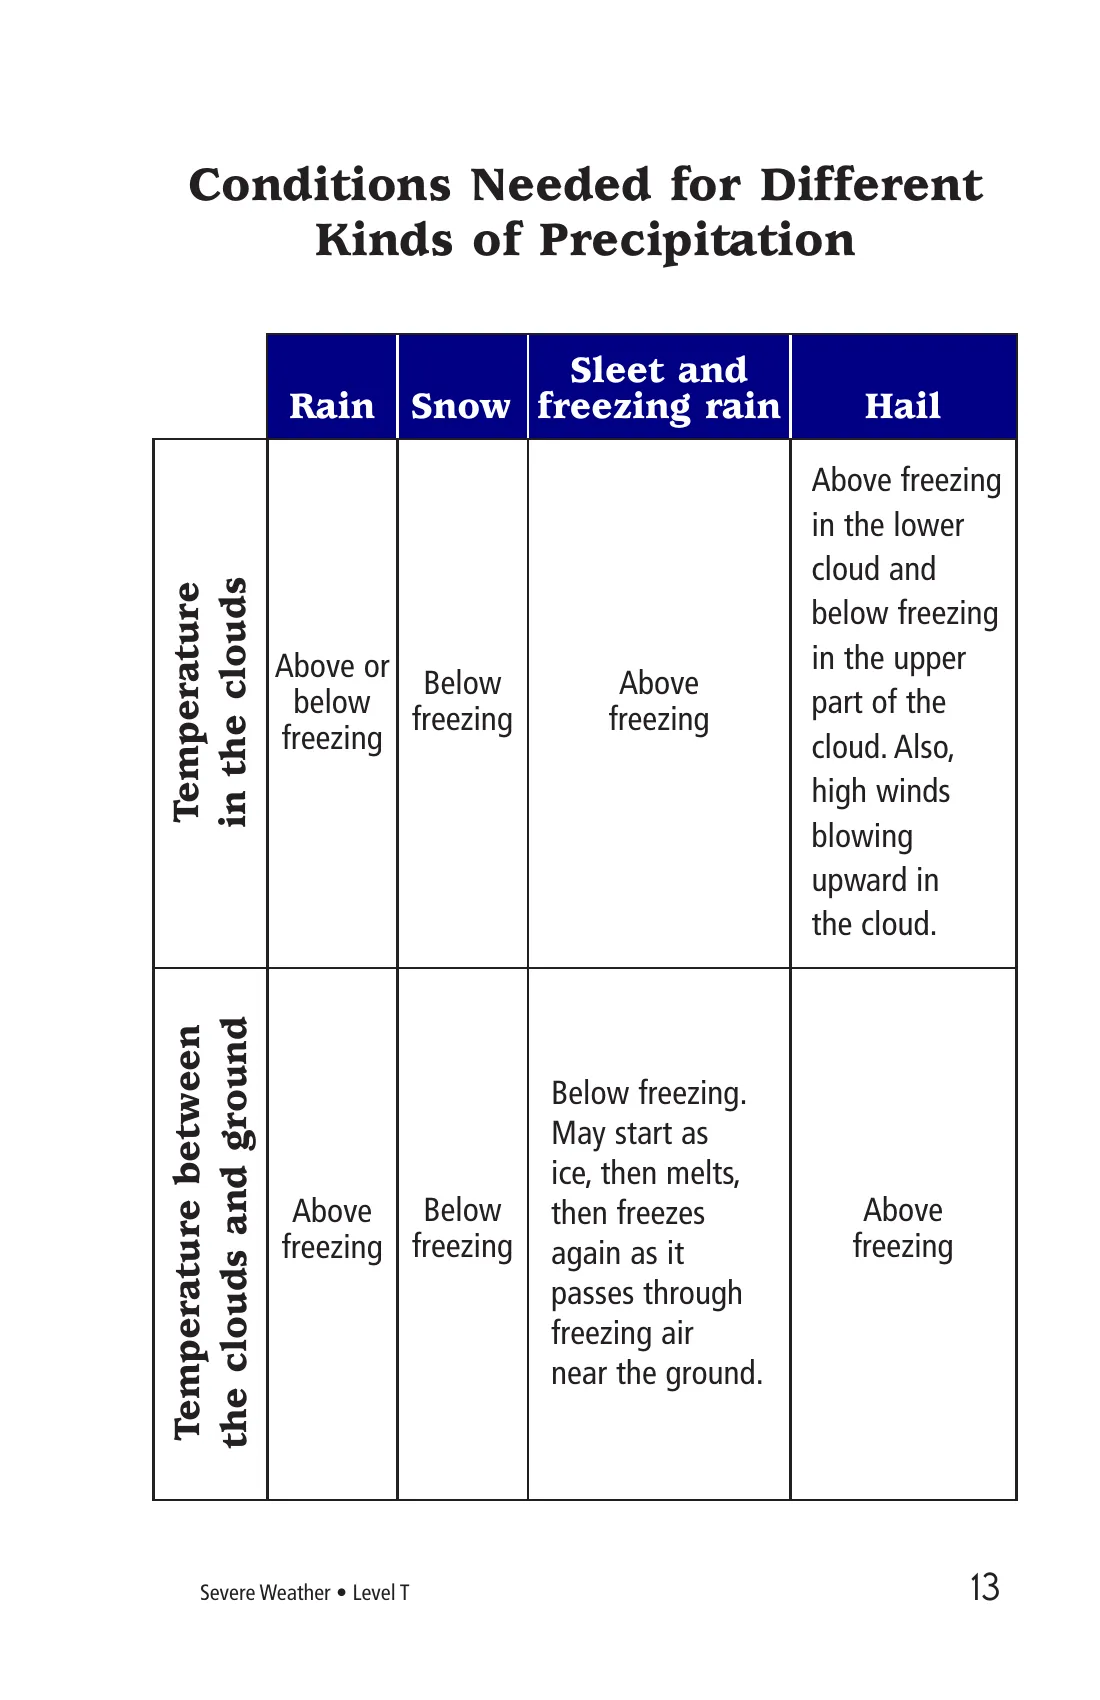 Conditions Needed for Different
Kinds of Precipitation
Rain
Snow
Sleet and
freezing rain
Hail
Temperature
in the clouds
Above or
below
freezing
Below
freezing
Above
freezing
Above freezing
in the lower
cloud and
below freezing
in the upper
part of the
cloud. Also,
high winds
blowing
upward in
the cloud.
Temperature between
the clouds and ground
Above
freezing
Below
freezing
Below freezing.
May start as
ice, then melts,
then freezes
again as it
passes through
freezing air
near the ground.
Above
freezing
Severe Weather • Level T
13